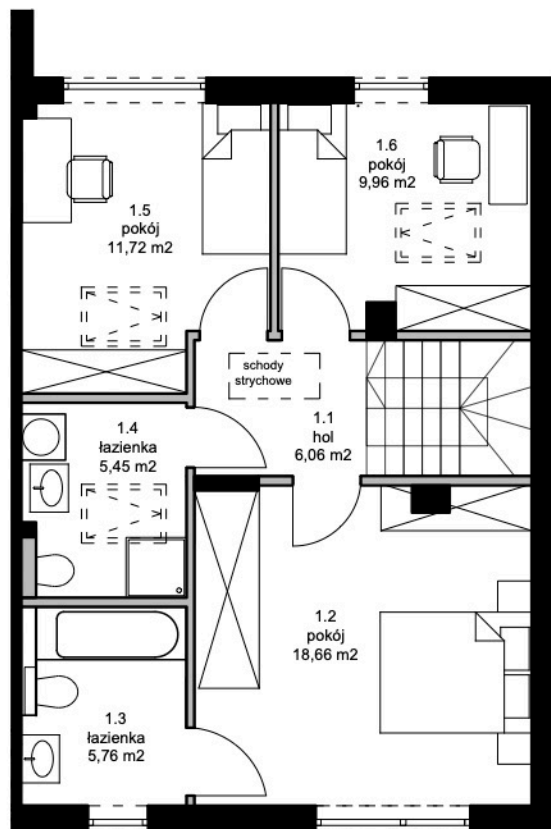 1.6
pokój
9,96 m2
1.5
pokój
11,72 m2
schody
strychowe
1.1
hol
6,06 m2
1.4
łazienka
5,45 m2
1.2
pokój
18,66 m2
1.3
łazienka
5,76 m2